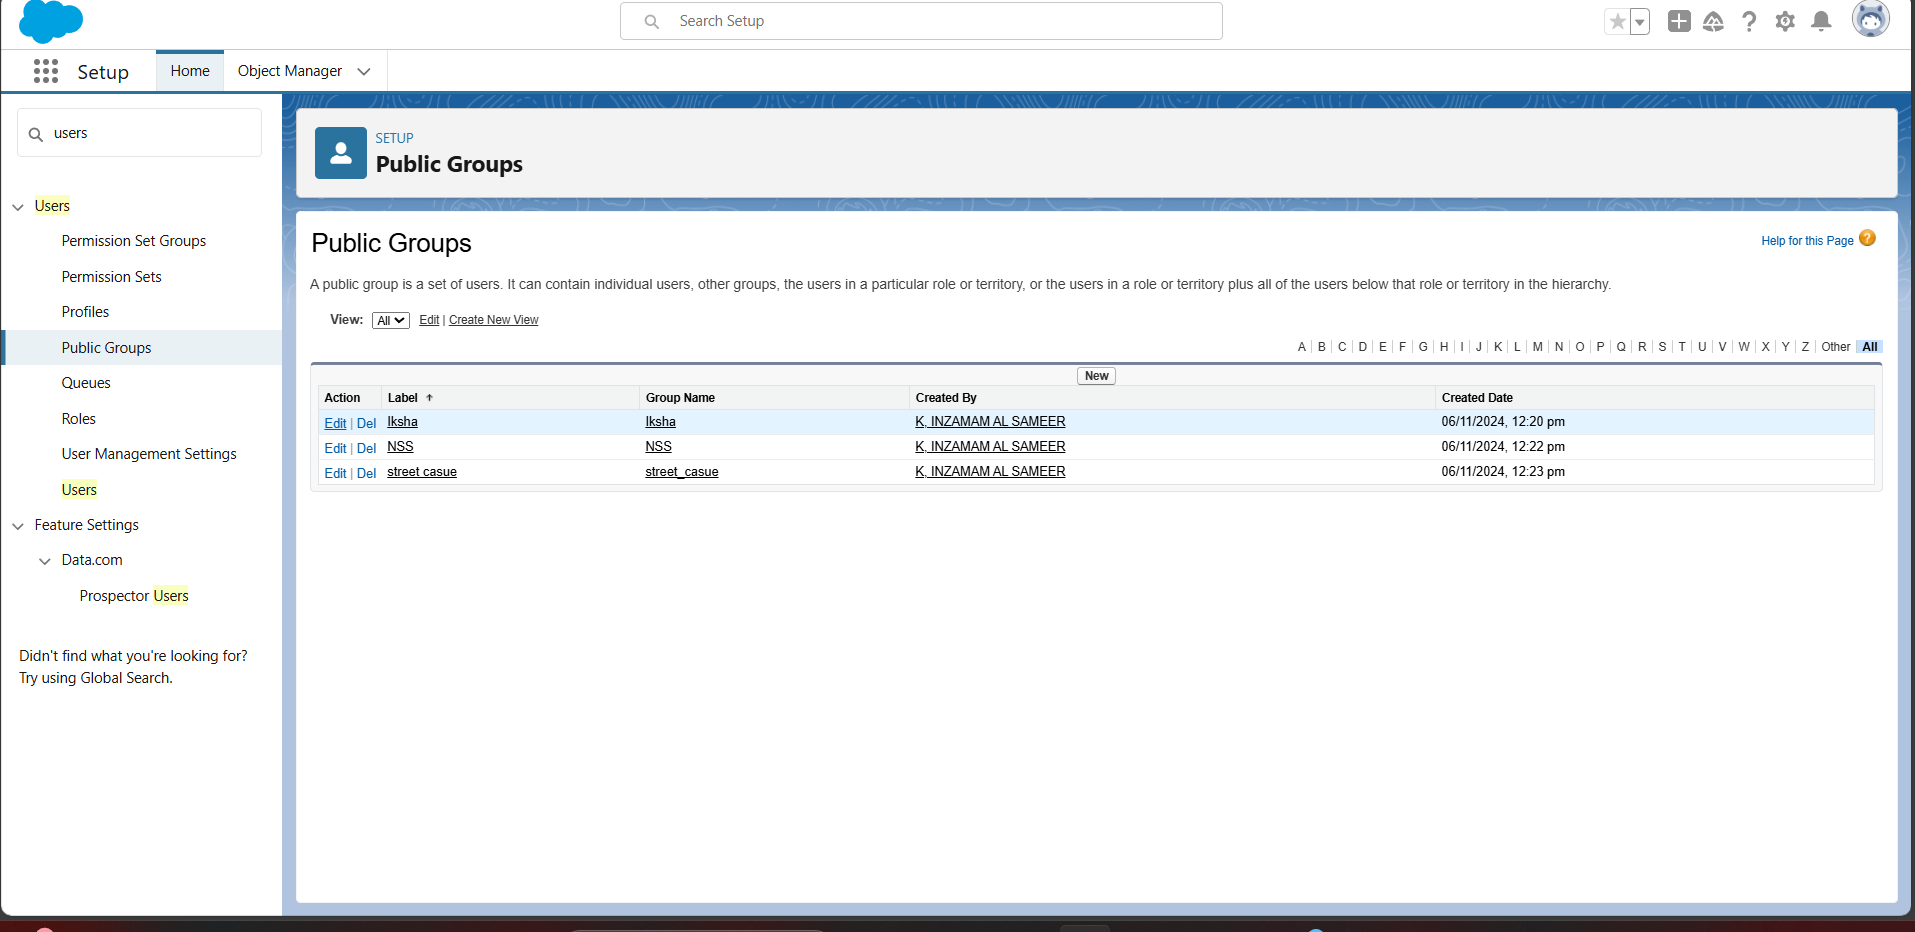 Search Setup
Setup
Home
Object Manager
users
Users
Permission Set Groups
Permission Sets
Profiles
Public Groups
Queues
Roles
User Management Settings
Users
Feature Settings
Data.com
Prospector Users
Didn't find what you're looking for?
Try using Global Search.
SETUP
Public Groups
Public Groups
Help for this Page ?
A public group is a set of users. It can contain individual users, other groups, the users in a particular role or territory, or the users in a role or territory plus all of the users below that role or territory in the hierarchy.
View: All Edit | Create New View
A | B | C | D | E | F | G | H | I | J | K | L | M | N | O | P | Q | R | S | T | U | V | W | X | Y | Z | Other | All
New
Action Label ↑ Group Name Created By Created Date
Edit | Del Iksha Iksha K, INZAMAM AL SAMEER 06/11/2024, 12:20 pm
Edit | Del NSS NSS K, INZAMAM AL SAMEER 06/11/2024, 12:22 pm
Edit | Del street casue street_casue K, INZAMAM AL SAMEER 06/11/2024, 12:23 pm